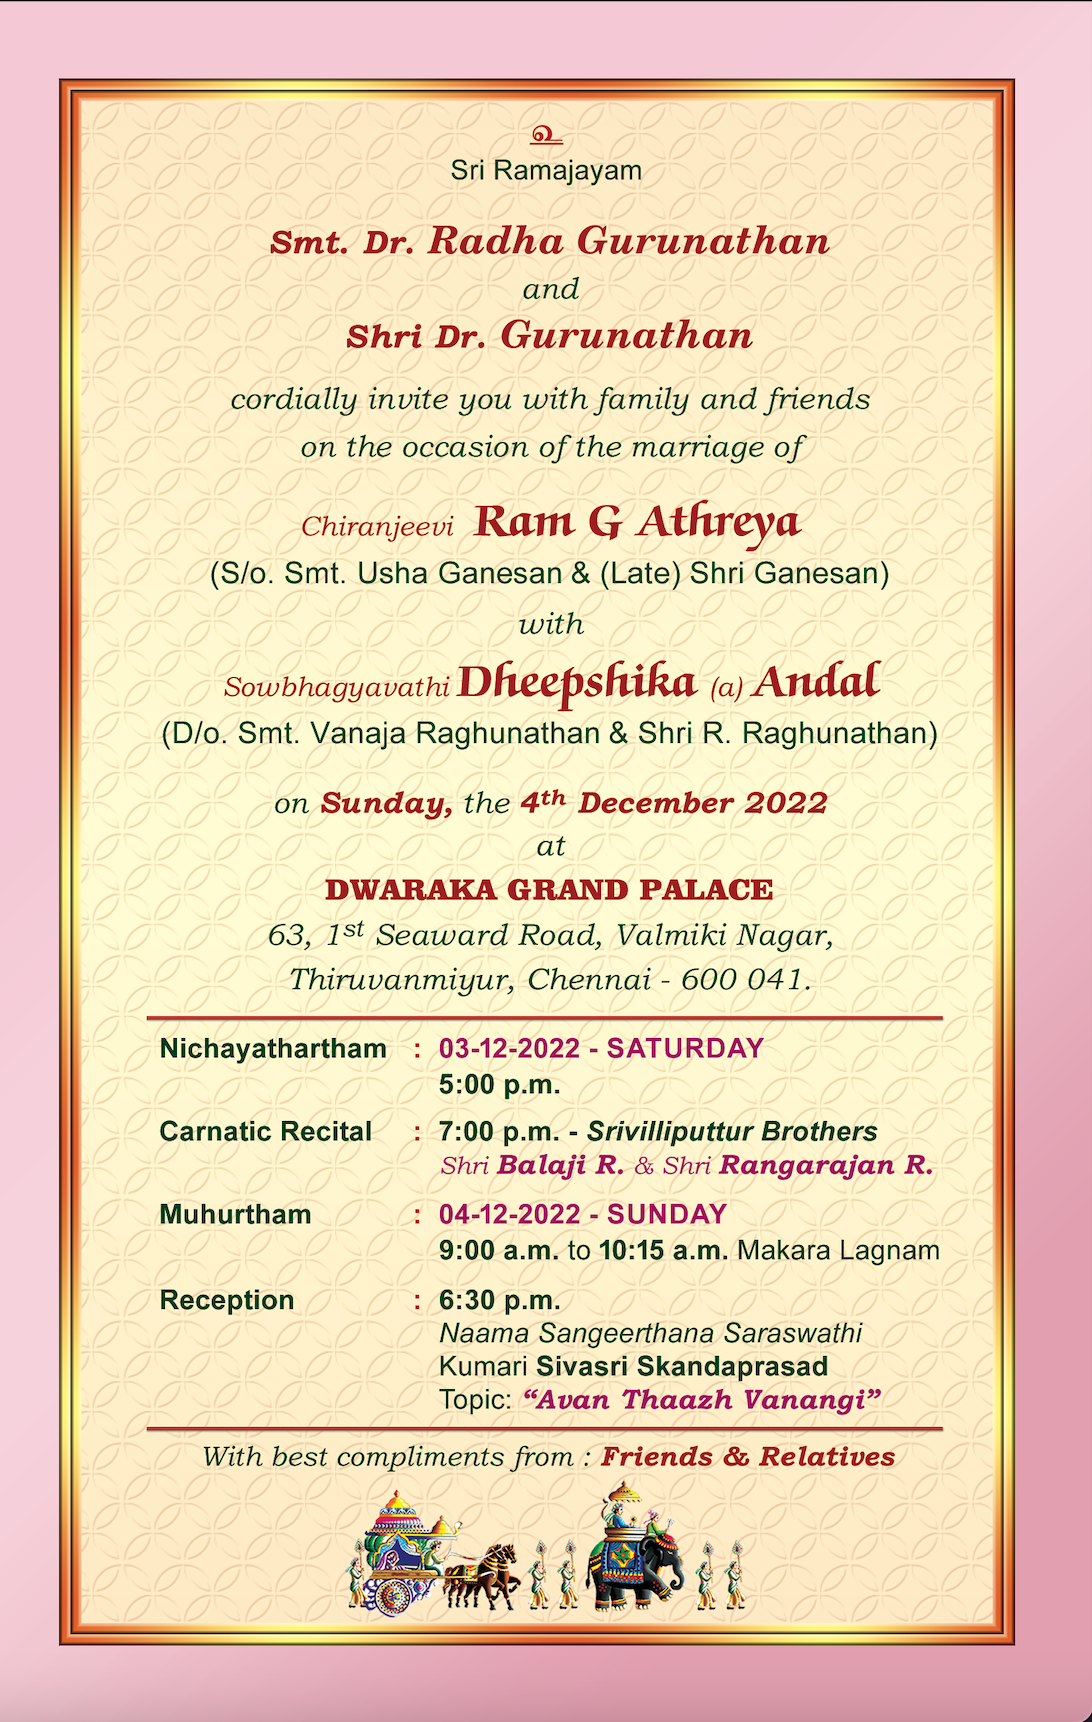 உ
Sri Ramajayam
Smt. Dr. Radha Gurunathan
and
Shri Dr. Gurunathan
cordially invite you with family and friends
on the occasion of the marriage of
Chiranjeevi Ram G Athreya
(S/o. Smt. Usha Ganesan & (Late) Shri Ganesan)
with
Sowbhagyavathi Dheepshika (a) Andal
(D/o. Smt. Vanaja Raghunathan & Shri R. Raghunathan)
on Sunday, the 4th December 2022
at
DWARAKA GRAND PALACE
63, 1st Seaward Road, Valmiki Nagar,
Thiruvanmiyur, Chennai - 600 041.
Nichayathartham : 03-12-2022 - SATURDAY
5:00 p.m.
Carnatic Recital : 7:00 p.m. - Srivilliputtur Brothers
Shri Balaji R. & Shri Rangarajan R.
Muhurtham : 04-12-2022 - SUNDAY
9:00 a.m. to 10:15 a.m. Makara Lagnam
Reception : 6:30 p.m.
Naama Sangeerthana Saraswathi
Kumari Sivasri Skandaprasad
Topic: “Avan Thaazh Vanangi”
With best compliments from : Friends & Relatives